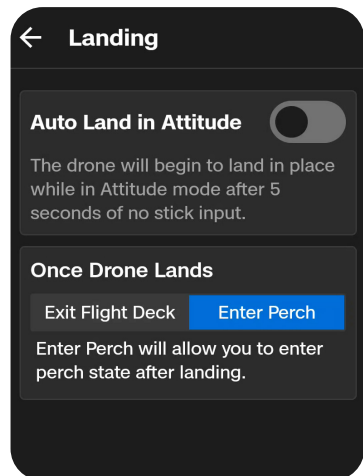 Landing
Auto Land in Attitude
The drone will begin to land in place
while in Attitude mode after 5
seconds of no stick input.
Once Drone Lands
Exit Flight Deck Enter Perch
Enter Perch will allow you to enter
perch state after landing.